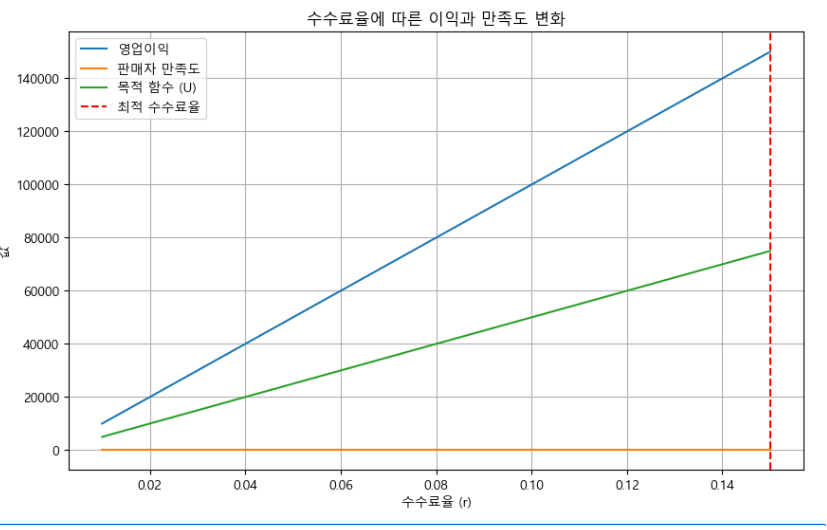 수수료율에 따른 이익과 만족도 변화
영업이익
판매자 만족도
목적 함수 (U)
최적 수수료율
140000
120000
100000
80000
60000
40000
20000
0
값
0.02 0.04 0.06 0.08 0.10 0.12 0.14
수수료율 (r)